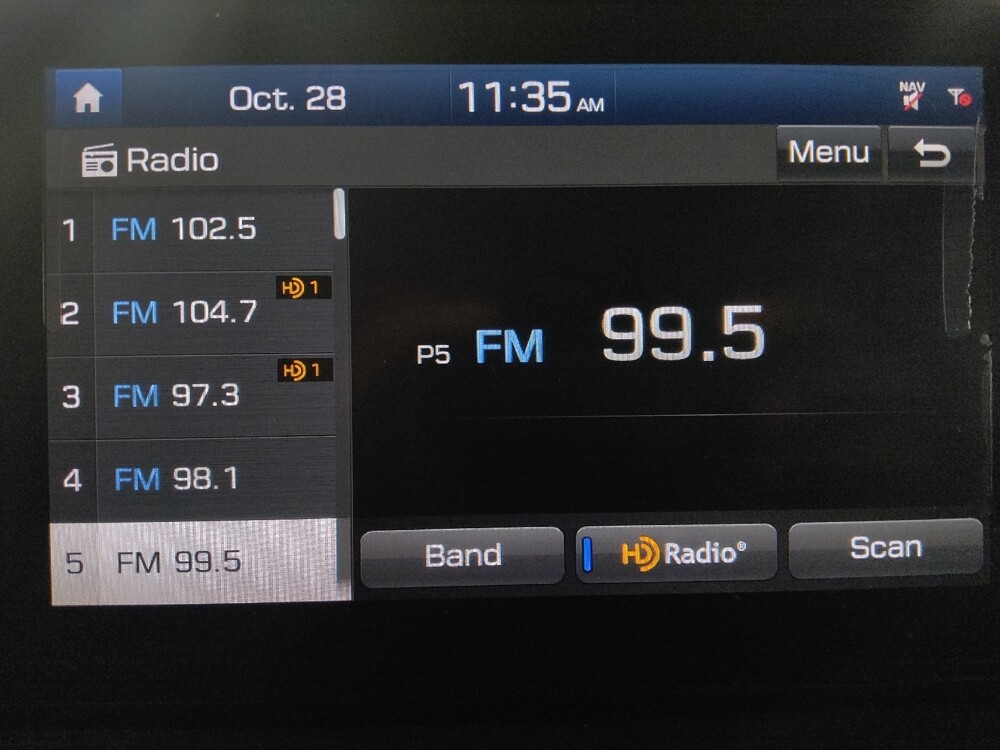 Oct. 28 11:35 AM NAV
Radio Menu
1 FM 102.5
2 FM 104.7 HD 1
3 FM 97.3 HD 1
4 FM 98.1
5 FM 99.5
P5 FM 99.5
Band HD Radio® Scan